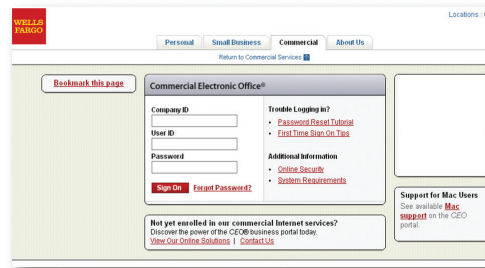 Locations |
WELLS
FARGO
Personal Small Business Commercial About Us
Return to Commercial Services
Bookmark this page
Commercial Electronic Office®
Company ID
User ID
Password
Sign On Forgot Password?
Trouble Logging in?
• Password Reset Tutorial
• First Time Sign On Tips
Additional Information
• Online Security
• System Requirements
Support for Mac Users
See available Mac
support on the CEO
portal.
Not yet enrolled in our commercial Internet services?
Discover the power of the CEO® business portal today.
View Our Online Solutions | Contact Us